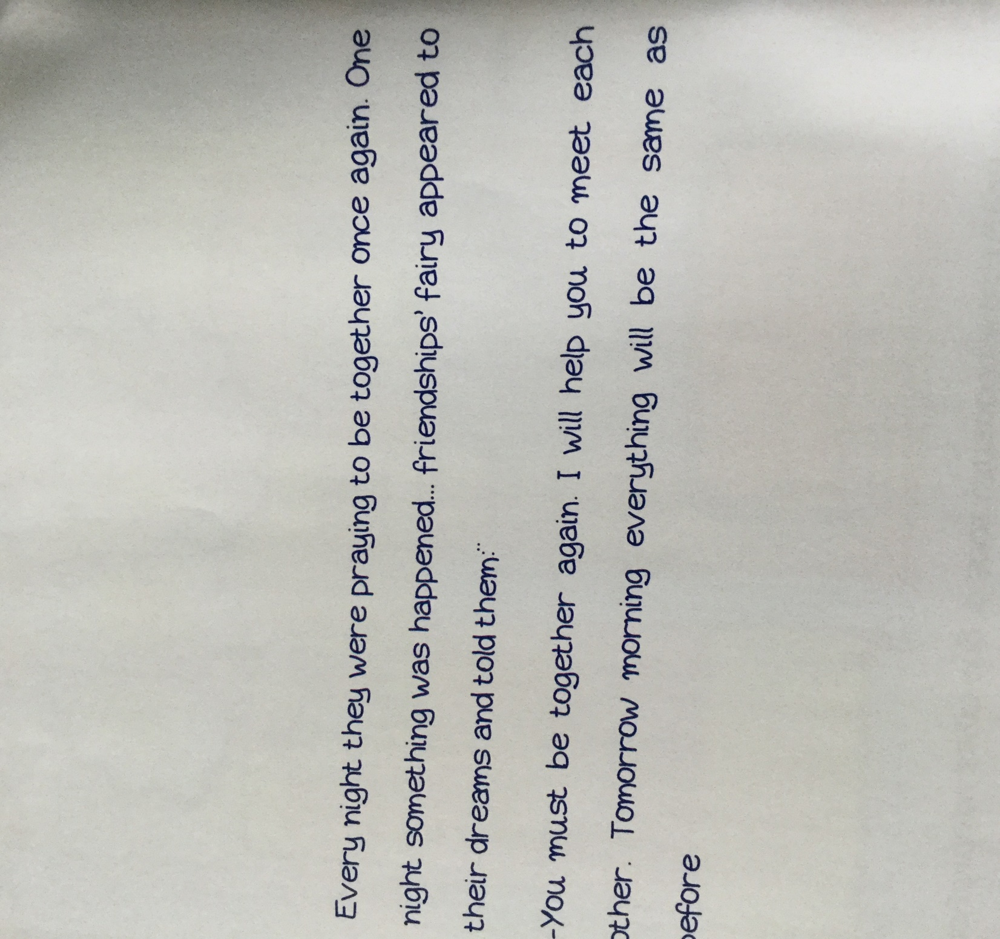 Every night they were praying to be together once again. One
night something was happened... friendships' fairy appeared to
their dreams and told them:¨
-You must be together again. I will help you to meet each
other. Tomorrow morning everything will be the same as
before